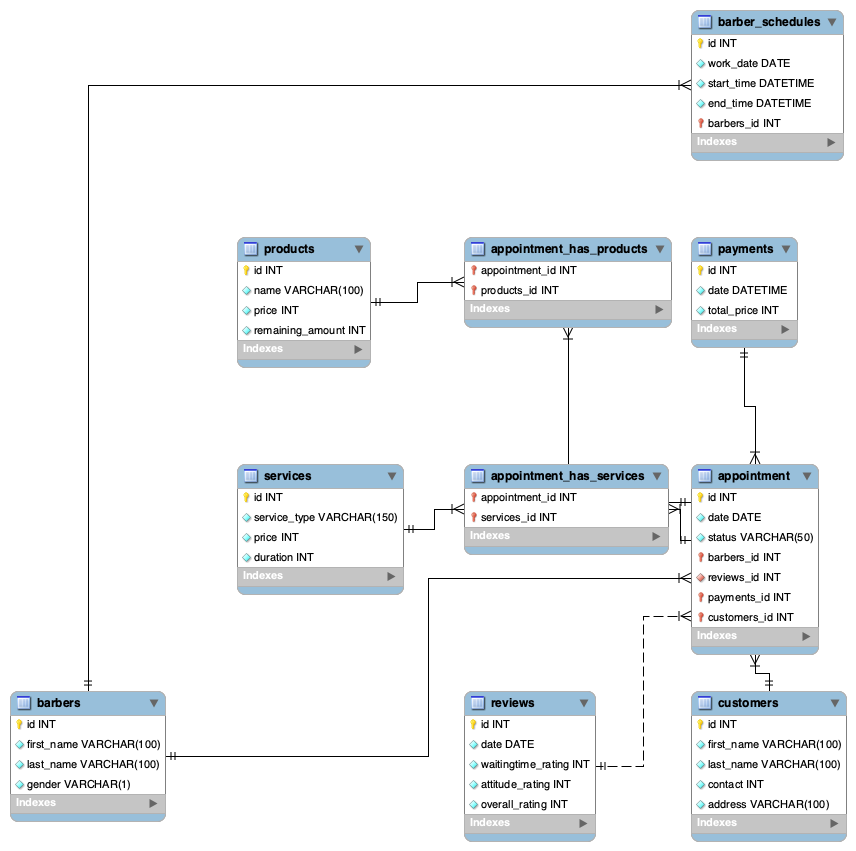 barber_schedules
id INT
work_date DATE
start_time DATETIME
end_time DATETIME
barbers_id INT
Indexes
products
id INT
name VARCHAR(100)
price INT
remaining_amount INT
Indexes
appointment_has_products
appointment_id INT
products_id INT
Indexes
payments
id INT
date DATETIME
total_price INT
Indexes
services
id INT
service_type VARCHAR(150)
price INT
duration INT
Indexes
appointment_has_services
appointment_id INT
services_id INT
Indexes
appointment
id INT
date DATE
status VARCHAR(50)
barbers_id INT
reviews_id INT
payments_id INT
customers_id INT
Indexes
barbers
id INT
first_name VARCHAR(100)
last_name VARCHAR(100)
gender VARCHAR(1)
Indexes
reviews
id INT
date DATE
waitingtime_rating INT
attitude_rating INT
overall_rating INT
Indexes
customers
id INT
first_name VARCHAR(100)
last_name VARCHAR(100)
contact INT
address VARCHAR(100)
Indexes